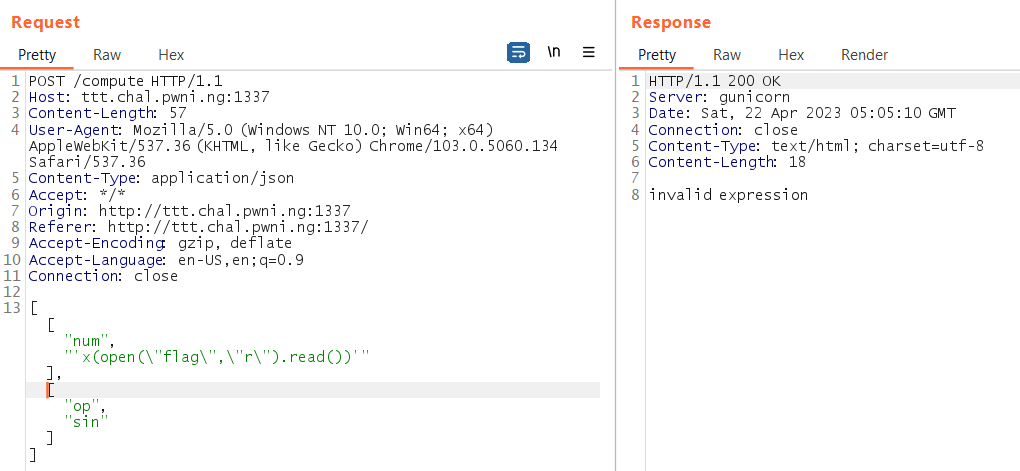 Request
Pretty Raw Hex \n
1 POST /compute HTTP/1.1
2 Host: ttt.chal.pwni.ng:1337
3 Content-Length: 57
4 User-Agent: Mozilla/5.0 (Windows NT 10.0; Win64; x64)
AppleWebKit/537.36 (KHTML, like Gecko) Chrome/103.0.5060.134
Safari/537.36
5 Content-Type: application/json
6 Accept: */*
7 Origin: http://ttt.chal.pwni.ng:1337
8 Referer: http://ttt.chal.pwni.ng:1337/
9 Accept-Encoding: gzip, deflate
10 Accept-Language: en-US,en;q=0.9
11 Connection: close
12
13 [
[
"num",
"'x(open(\"flag\",\"r\").read())'"
],
[
"op",
"sin"
]
]
Response
Pretty Raw Hex Render
1 HTTP/1.1 200 OK
2 Server: gunicorn
3 Date: Sat, 22 Apr 2023 05:05:10 GMT
4 Connection: close
5 Content-Type: text/html; charset=utf-8
6 Content-Length: 18
7
8 invalid expression